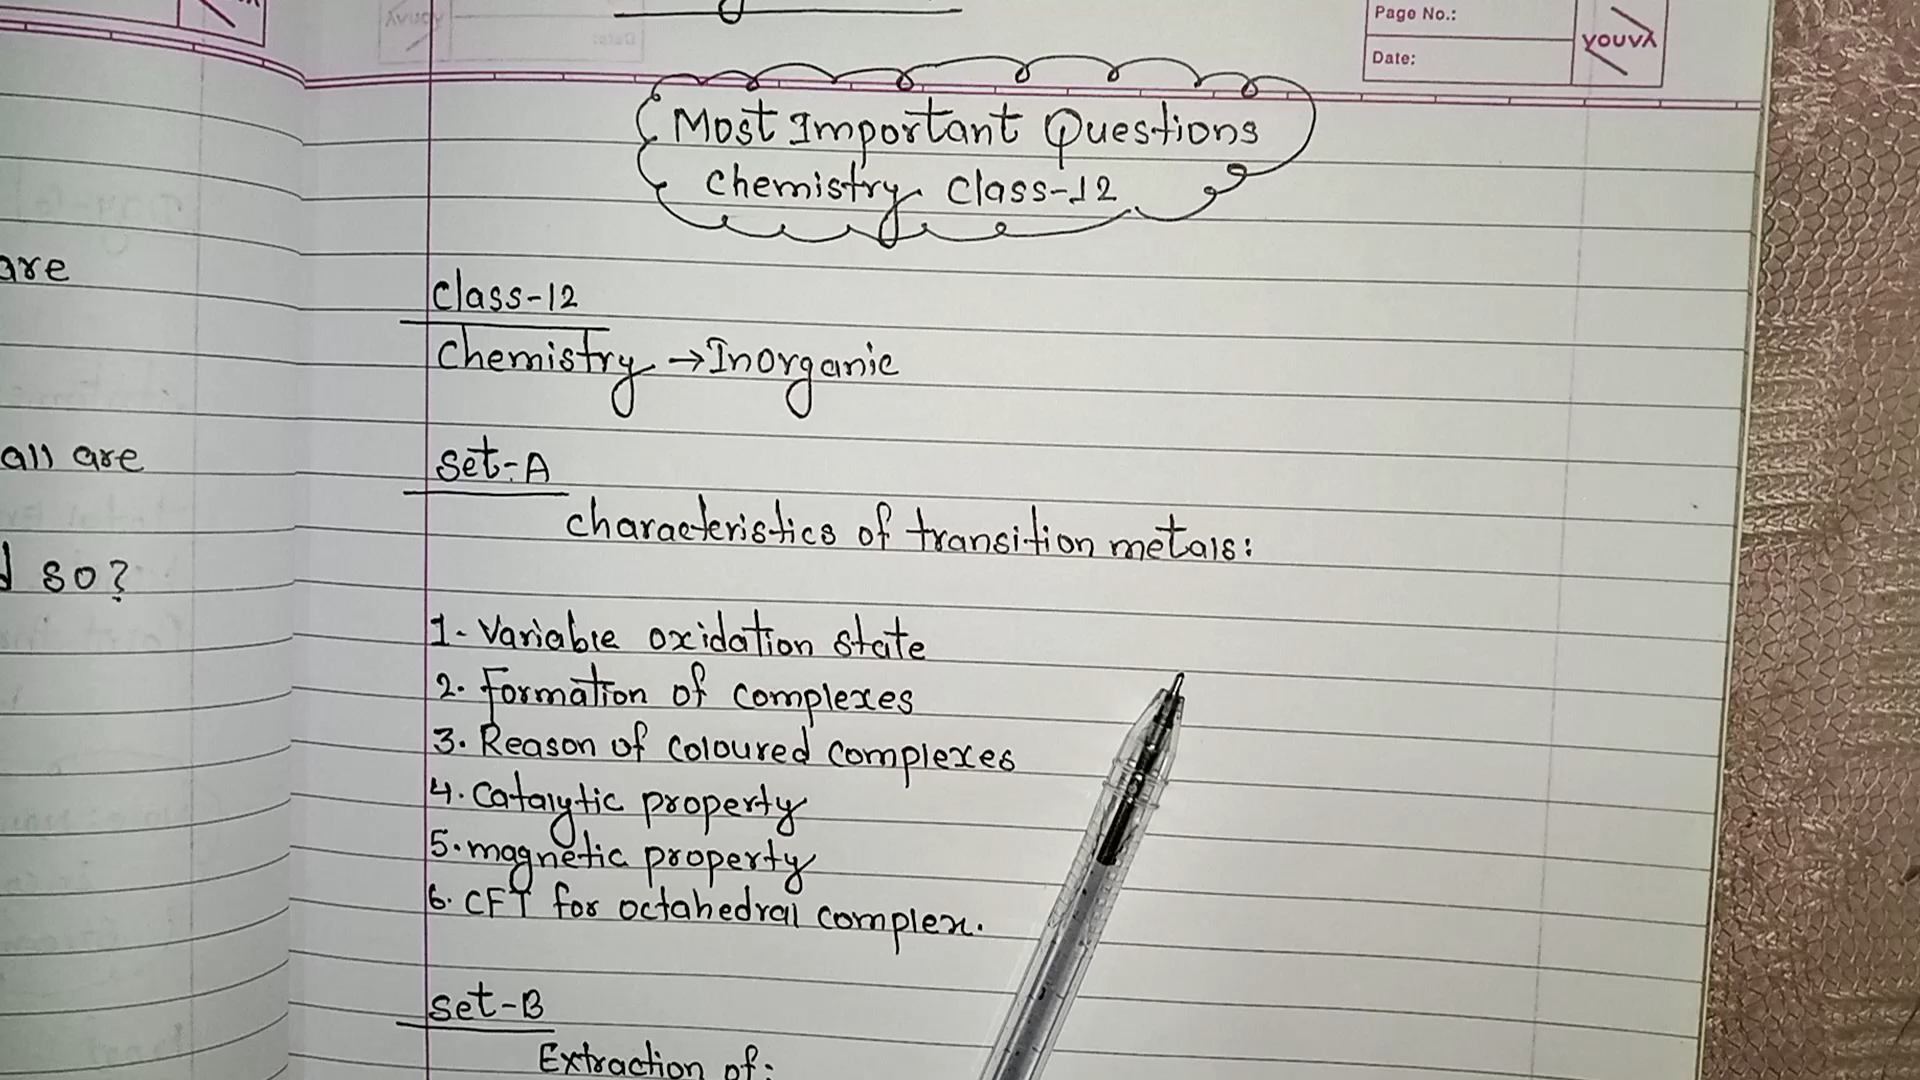 Page No.:
Date:
YOUVA
Most Important Questions
Chemistry Class-12
are
Class-12
Chemistry → Inorganic
all are
Set-A
Characteristics of transition metals:
so?
1- Variable oxidation state
2. Formation of complexes
3. Reason of coloured complexes
4. Catalytic property
5. magnetic property
6. CFT for octahedral complex.
Set-B
Extraction of: